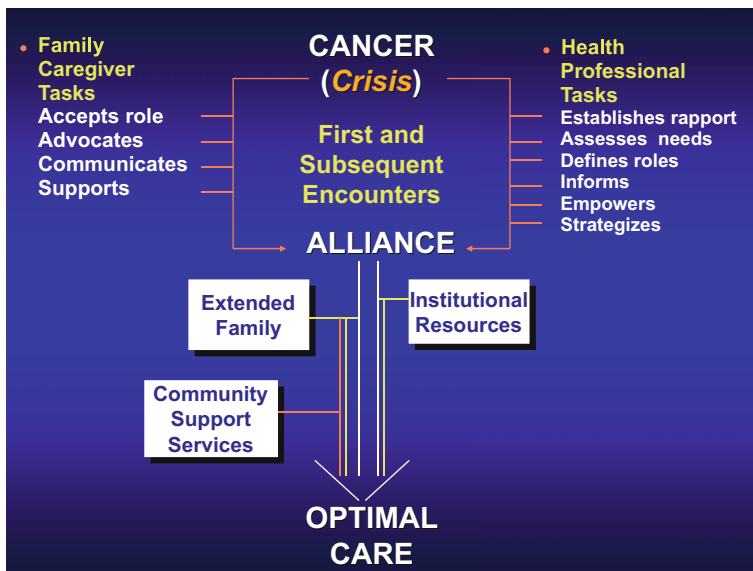 • Family
Caregiver
Tasks
Accepts role
Advocates
Communicates
Supports
CANCER
(Crisis)
First and
Subsequent
Encounters
ALLIANCE
• Health
Professional
Tasks
Establishes rapport
Assesses needs
Defines roles
Informs
Empowers
Strategizes
Extended
Family
Institutional
Resources
Community
Support
Services
OPTIMAL
CARE